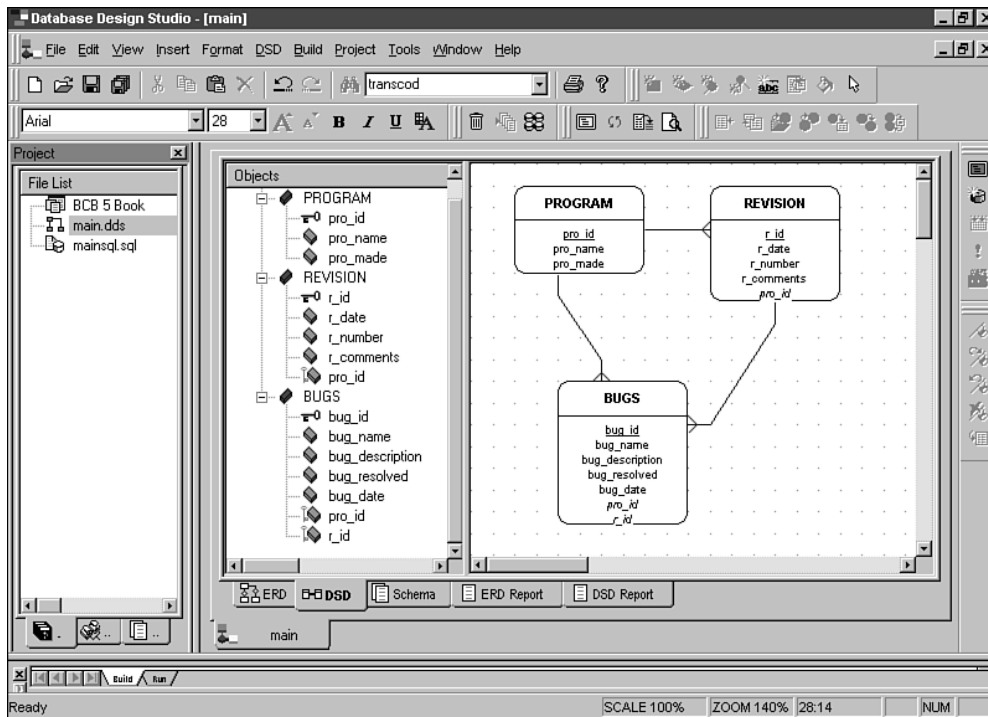 Database Design Studio - [main]
File Edit View Insert Format DSD Build Project Tools Window Help
transcod
abc
Arial 28 A A B I U
Project
File List
BCB 5 Book
main.dds
mainsql.sql
Objects
PROGRAM
pro_id
pro_name
pro_made
REVISION
r_id
r_date
r_number
r_comments
pro_id
BUGS
bug_id
bug_name
bug_description
bug_resolved
bug_date
pro_id
r_id
PROGRAM
pro_id
pro_name
pro_made
REVISION
r_id
r_date
r_number
r_comments
pro_id
BUGS
bug_id
bug_name
bug_description
bug_resolved
bug_date
pro_id
r_id
ERD DSD Schema ERD Report DSD Report
main
Build Run
Ready SCALE 100% ZOOM 140% 28:14 NUM